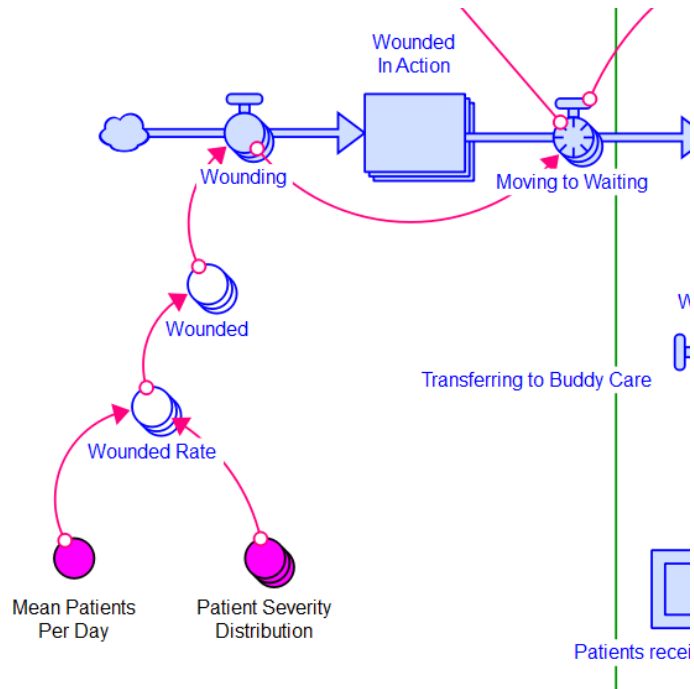 Wounded
In Action
Wounding
Moving to Waiting
Wounded
Transferring to Buddy Care
Wounded Rate
Mean Patients
Per Day
Patient Severity
Distribution
Patients